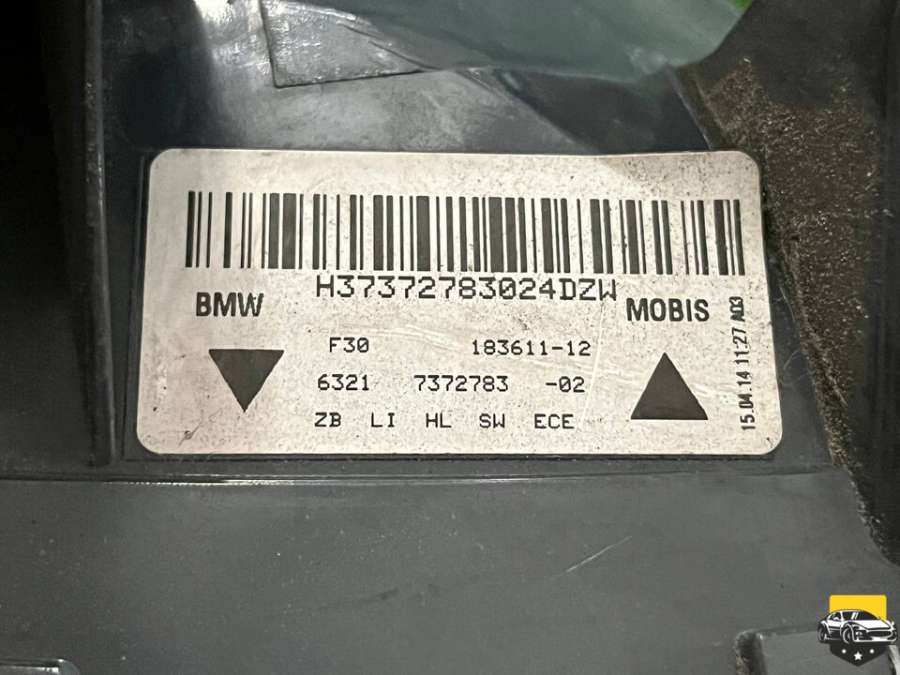 H37372783024DZW
BMW
MOBIS
F30 183611-12
6321 7372783 -02
ZB LI HL SW ECE
15.04.14 11:27 A03